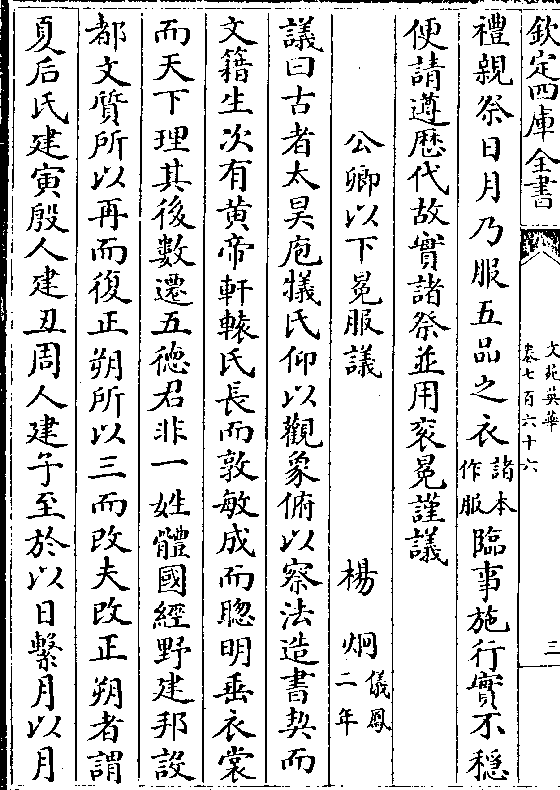 欽定四庫全書
文苑英華
卷七百六十六
三
禮親祭日月乃服五品之衣諸本作服臨事施行實不穩
便請遵歷代故實諸祭並用衮冕謹議
公卿以下冕服議 楊炯儀鳳二年
議曰古者太昊庖犧氏仰以觀象俯以察法造書契而
文籍生次有黄帝軒轅氏長而敦敏成而聰明垂衣裳
而天下理其後數遷五德君非一姓體國經野建邦設
都文質所以再而復正朔所以三而改夫改正朔者謂
夏后氏建寅殷人建丑周人建子至於以日繫月以月